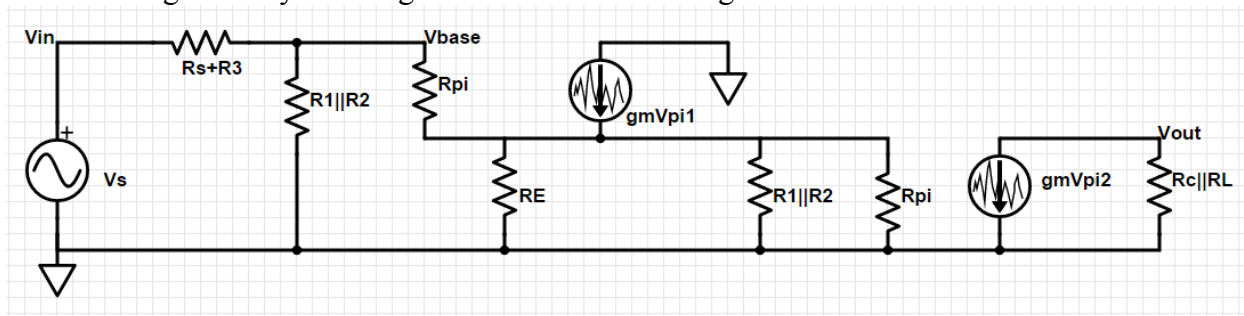 Vin
Rs+R3
Vbase
Rpi
R1||R2
gmVpi1
Vout
+
Vs
RE
R1||R2
Rpi
gmVpi2
Rc||RL